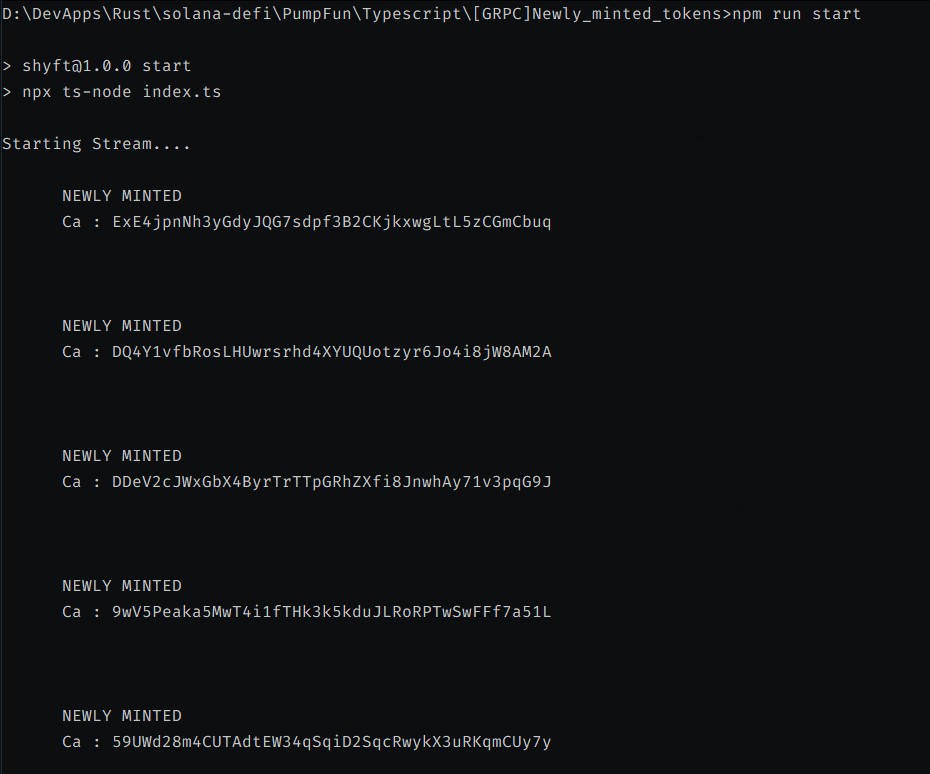 D:\DevApps\Rust\solana-defi\PumpFun\Typescript\[GRPC]Newly_minted_tokens>npm run start
> shyft@1.0.0 start
> npx ts-node index.ts
Starting Stream....
NEWLY MINTED
Ca : ExE4jpnNh3yGdyJQG7sdpf3B2CKjkxwgLtL5zCGmCbuq
NEWLY MINTED
Ca : DQ4Y1vfbRosLHUwrsrhd4XYUQUotzyr6Jo4i8jW8AM2A
NEWLY MINTED
Ca : DDeV2cJWxGbX4ByrTrTTpGRhZXfi8JnwhAy71v3pqG9J
NEWLY MINTED
Ca : 9wV5Peaka5MwT4i1fTHk3k5kduJLRoRPTwSwFFf7a51L
NEWLY MINTED
Ca : 59UWd28m4CUTAdtEW34qSqiD2SqcRwykX3uRKqmCUy7y